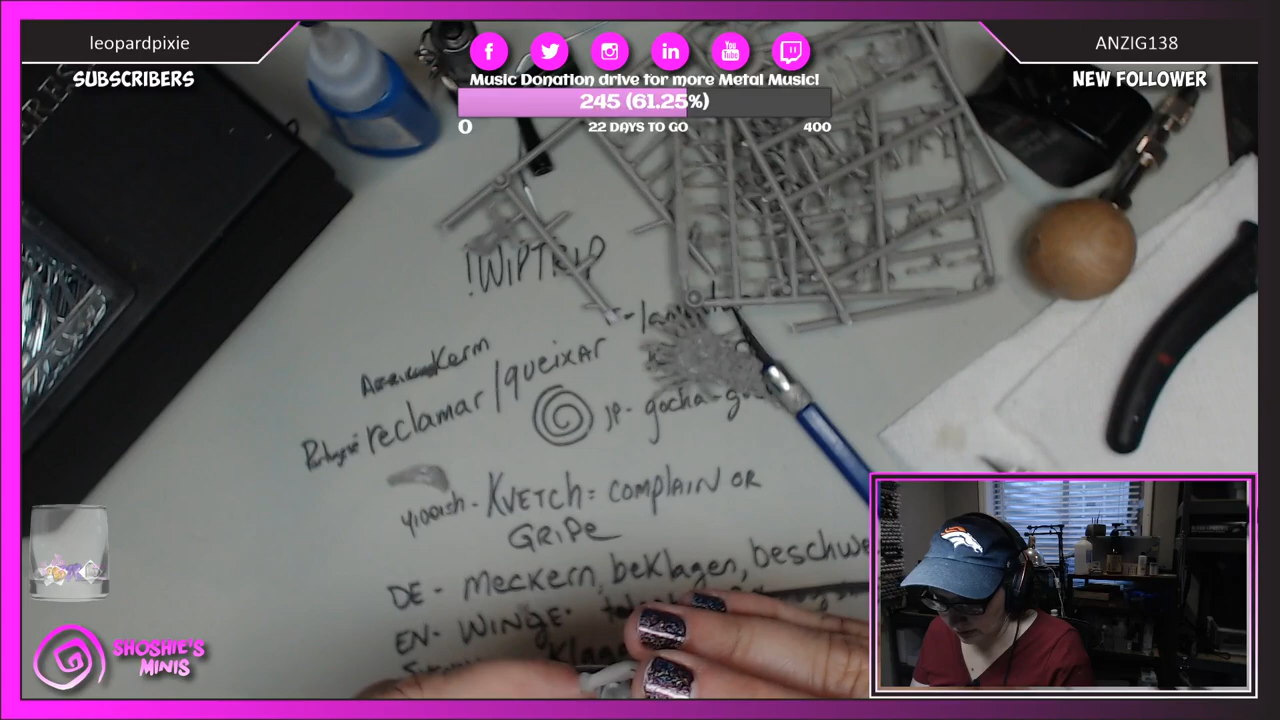 leopardpixie
SUBSCRIBERS
ANZIG138
NEW FOLLOWER
Music Donation drive for more Metal Music!
245 (61.25%)
0
22 DAYS TO GO
400
!WIPTRIP
Kerm
reclamar/queixar
JP- gocha-
Yiddish- KVETCH = COMPLAIN OR
GRIPE
DE- meckern, beklagen, beschwe
EN- WINGE-
SHOSHIE'S
MINIS